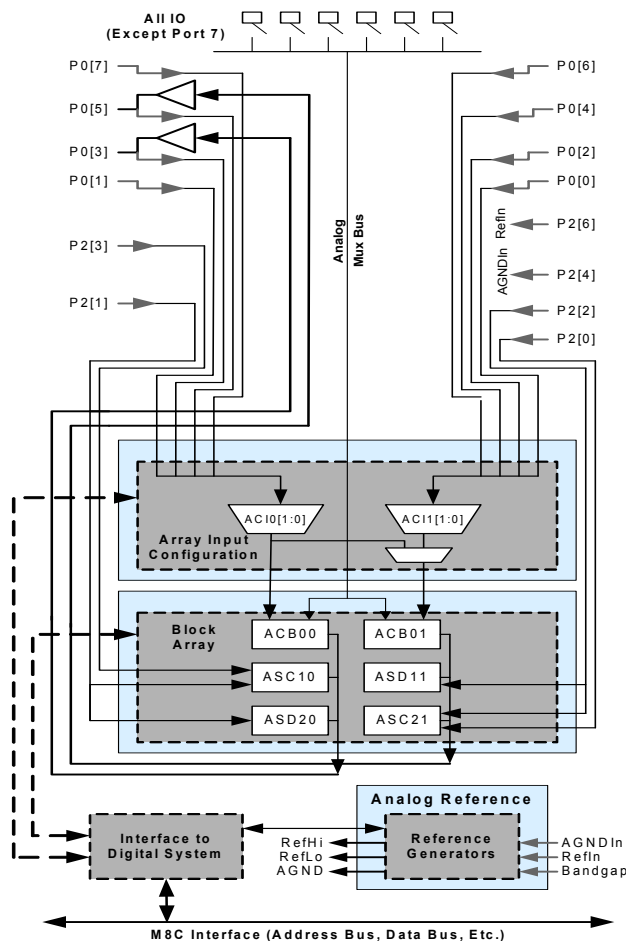 All IO
(Except Port 7)
P0[7]
P0[5]
P0[3]
P0[1]
P2[3]
P2[1]
P0[6]
P0[4]
P0[2]
P0[0]
P2[6]
P2[4]
P2[2]
P2[0]
Analog
Mux Bus
AGNDIn RefIn
ACI0[1:0]
ACI1[1:0]
Array Input
Configuration
Block
Array
ACB00
ACB01
ASC10
ASD11
ASD20
ASC21
Analog Reference
Interface to
Digital System
RefHi
RefLo
AGND
Reference
Generators
AGNDIn
RefIn
Bandgap
M8C Interface (Address Bus, Data Bus, Etc.)